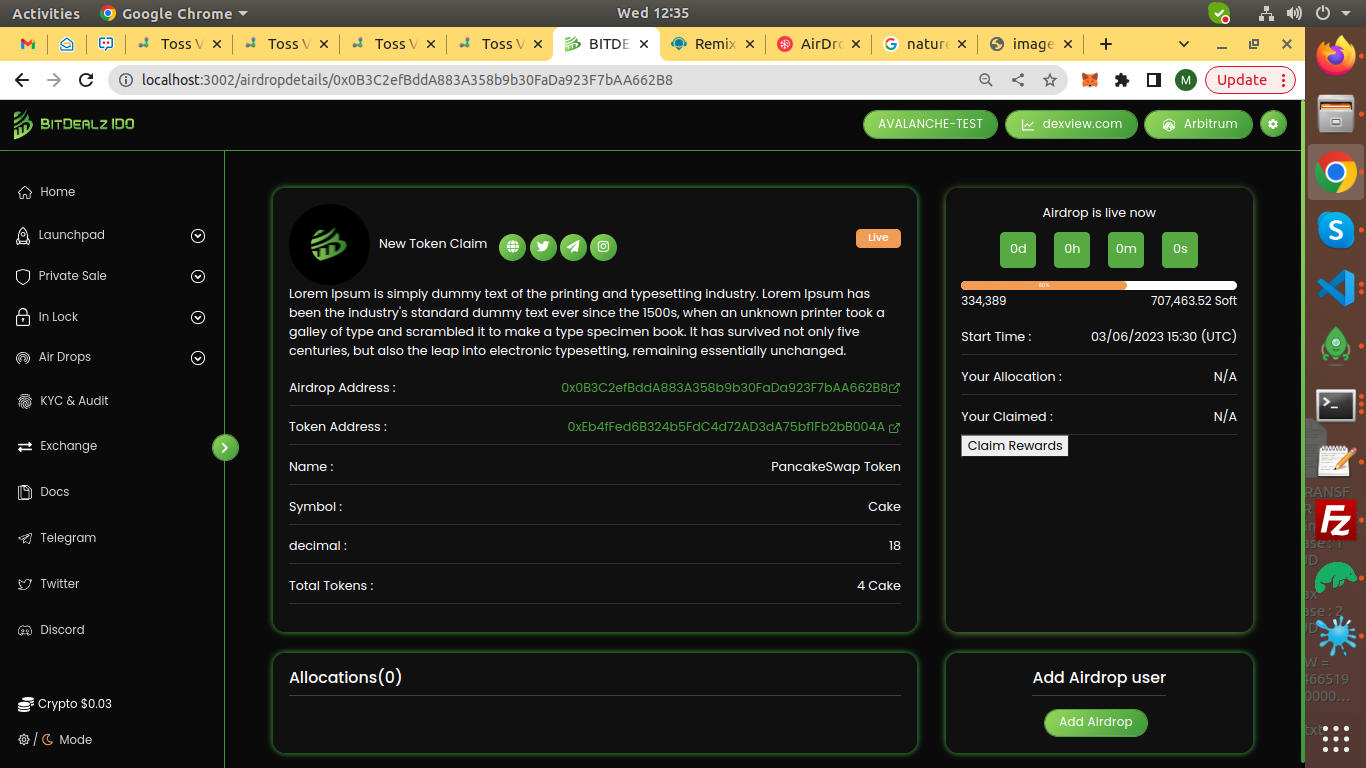 Activities
Google Chrome
Wed 12:35
Toss V
Toss V
Toss V
Toss V
BITDE
Remix
AirDr
nature
image
localhost:3002/airdropdetails/0x0B3C2efBddA883A358b9b30FaDa923F7bAA662B8
M
Update
BitDealz IDO
AVALANCHE-TEST
dexview.com
Arbitrum
Home
Launchpad
Private Sale
In Lock
Air Drops
KYC & Audit
Exchange
Docs
Telegram
Twitter
Discord
Crypto $0.03
/ Mode
New Token Claim
Live
Lorem Ipsum is simply dummy text of the printing and typesetting industry. Lorem Ipsum has
been the industry's standard dummy text ever since the 1500s, when an unknown printer took a
galley of type and scrambled it to make a type specimen book. It has survived not only five
centuries, but also the leap into electronic typesetting, remaining essentially unchanged.
Airdrop Address : 0x0B3C2efBddA883A358b9b30FaDa923F7bAA662B8
Token Address : 0xEb4fFed6B324b5FdC4d72AD3dA75bf1Fb2bB004A
Name : PancakeSwap Token
Symbol : Cake
decimal : 18
Total Tokens : 4 Cake
Allocations(0)
Airdrop is live now
0d 0h 0m 0s
60%
334,389 707,463.52 Soft
Start Time : 03/06/2023 15:30 (UTC)
Your Allocation : N/A
Your Claimed : N/A
Claim Rewards
Add Airdrop user
Add Airdrop